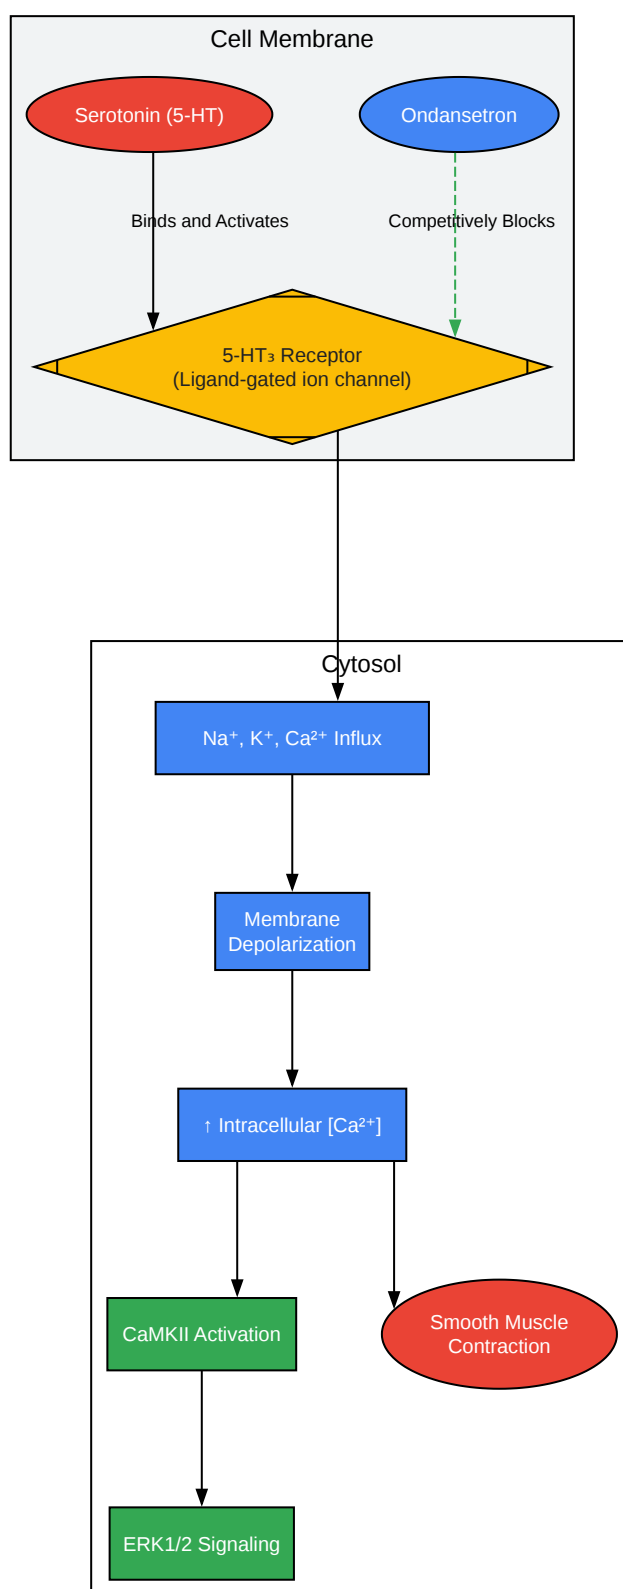 Cell Membrane
Serotonin (5-HT)
Ondansetron
Binds and Activates
Competitively Blocks
5-HT₃ Receptor
(Ligand-gated ion channel)
Cytosol
Na⁺, K⁺, Ca²⁺ Influx
Membrane
Depolarization
↑ Intracellular [Ca²⁺]
CaMKII Activation
Smooth Muscle
Contraction
ERK1/2 Signaling